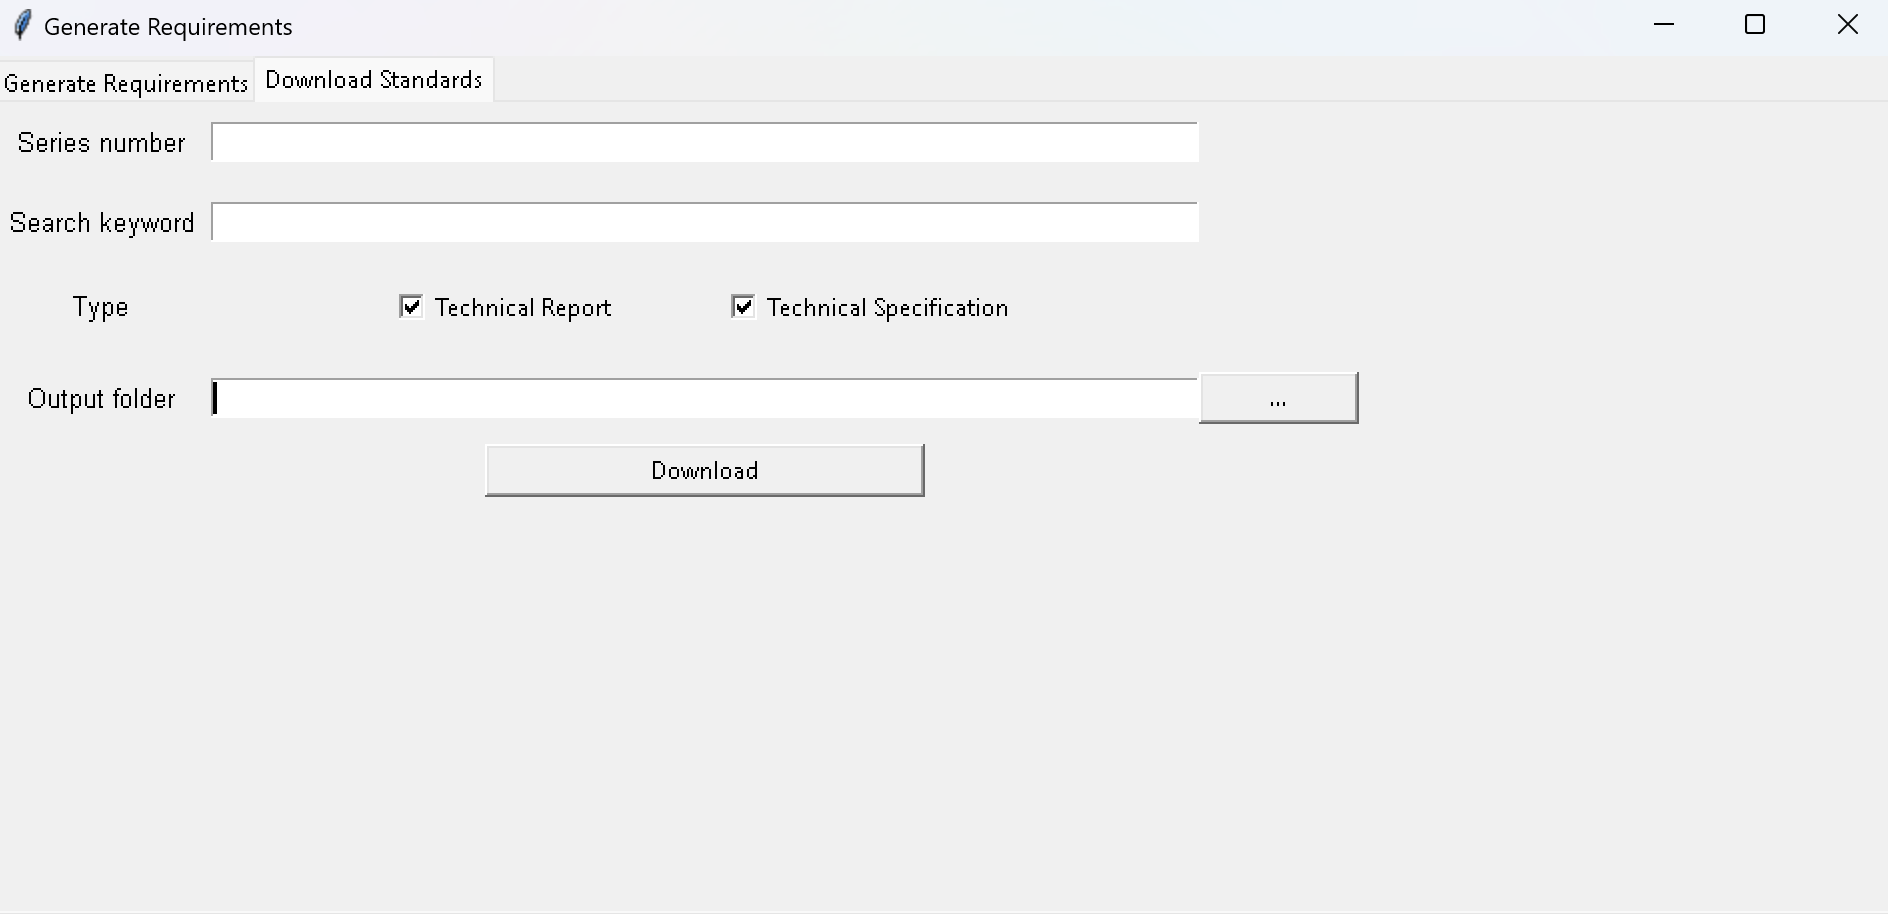 Generate Requirements
Generate Requirements Download Standards
Series number
Search keyword
Type Technical Report Technical Specification
Output folder ...
Download